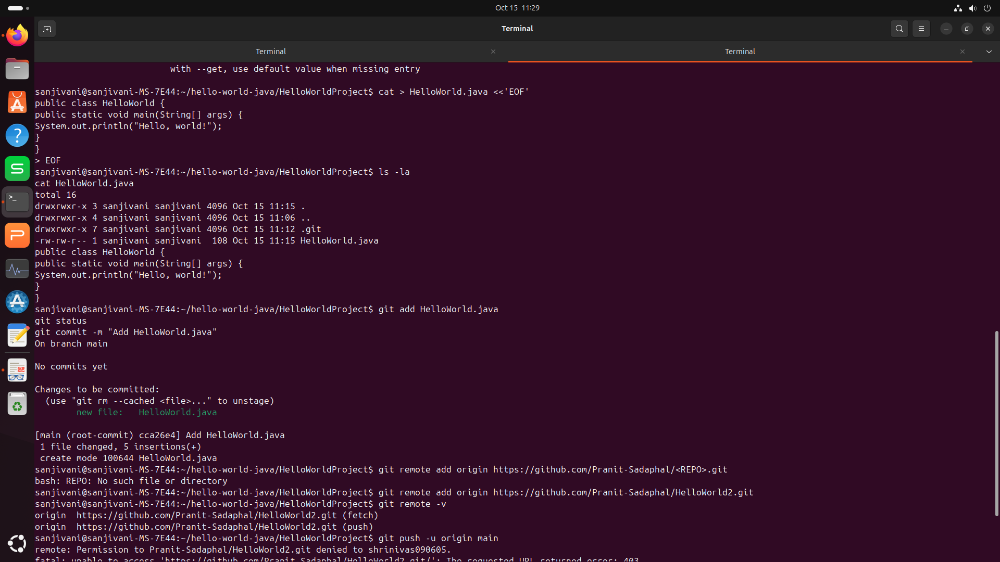 Oct 15 11:29
Terminal
Terminal
Terminal
with --get, use default value when missing entry
sanjivani@sanjivani-MS-7E44:~/hello-world-java/HelloWorldProject$ cat > HelloWorld.java <<'EOF'
public class HelloWorld {
public static void main(String[] args) {
System.out.println("Hello, world!");
}
}
> EOF
sanjivani@sanjivani-MS-7E44:~/hello-world-java/HelloWorldProject$ ls -la
cat HelloWorld.java
total 16
drwxrwxr-x 3 sanjivani sanjivani 4096 Oct 15 11:15 .
drwxrwxr-x 4 sanjivani sanjivani 4096 Oct 15 11:06 ..
drwxrwxr-x 7 sanjivani sanjivani 4096 Oct 15 11:12 .git
-rw-rw-r-- 1 sanjivani sanjivani  108 Oct 15 11:15 HelloWorld.java
public class HelloWorld {
public static void main(String[] args) {
System.out.println("Hello, world!");
}
}
sanjivani@sanjivani-MS-7E44:~/hello-world-java/HelloWorldProject$ git add HelloWorld.java
git status
git commit -m "Add HelloWorld.java"
On branch main
No commits yet
Changes to be committed:
(use "git rm --cached <file>..." to unstage)
new file:   HelloWorld.java
[main (root-commit) cca26e4] Add HelloWorld.java
1 file changed, 5 insertions(+)
create mode 100644 HelloWorld.java
sanjivani@sanjivani-MS-7E44:~/hello-world-java/HelloWorldProject$ git remote add origin https://github.com/Pranit-Sadaphal/<REPO>.git
bash: REPO: No such file or directory
sanjivani@sanjivani-MS-7E44:~/hello-world-java/HelloWorldProject$ git remote add origin https://github.com/Pranit-Sadaphal/HelloWorld2.git
sanjivani@sanjivani-MS-7E44:~/hello-world-java/HelloWorldProject$ git remote -v
origin  https://github.com/Pranit-Sadaphal/HelloWorld2.git (fetch)
origin  https://github.com/Pranit-Sadaphal/HelloWorld2.git (push)
sanjivani@sanjivani-MS-7E44:~/hello-world-java/HelloWorldProject$ git push -u origin main
remote: Permission to Pranit-Sadaphal/HelloWorld2.git denied to shrinivas090605.
fatal: unable to access 'https://github.com/Pranit-Sadaphal/HelloWorld2.git/': The requested URL returned error: 403